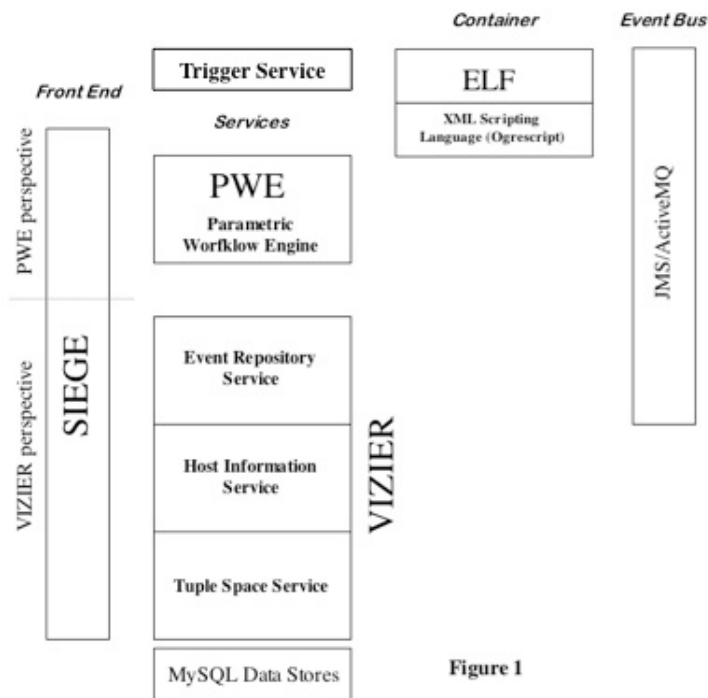 Container
Event Bus
Trigger Service
ELF
Front End
XML Scripting
Language (Ogrescript)
Services
PWE
Parametric
Worfklow Engine
PWE perspective
JMS/ActiveMQ
SIEGE
VIZIER perspective
Event Repository
Service
Host Information
Service
VIZIER
Tuple Space Service
MySQL Data Stores
Figure 1